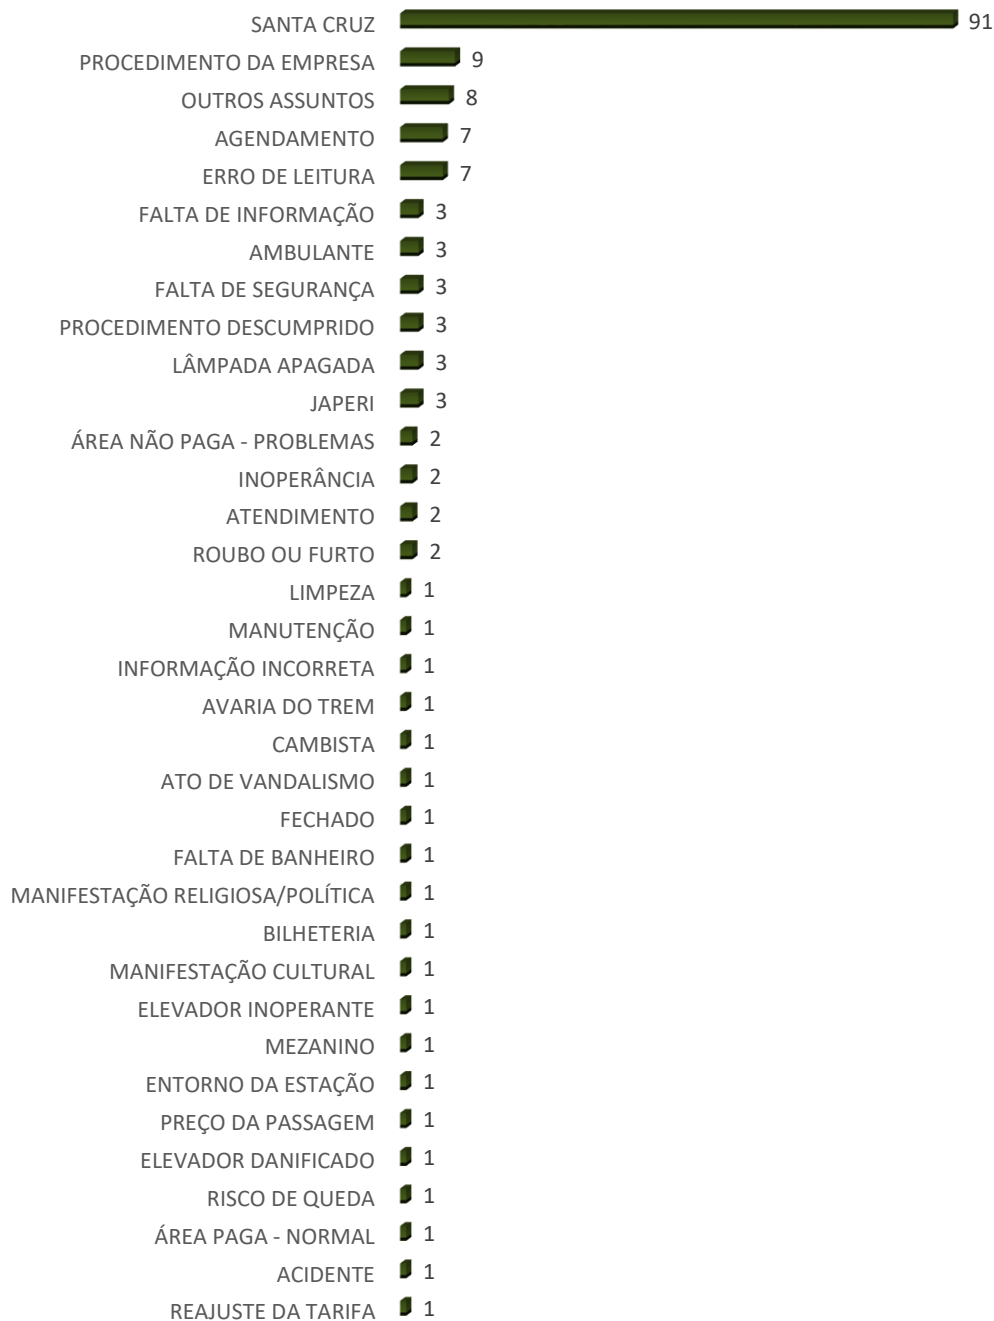 SANTA CRUZ 91
PROCEDIMENTO DA EMPRESA 9
OUTROS ASSUNTOS 8
AGENDAMENTO 7
ERRO DE LEITURA 7
FALTA DE INFORMAÇÃO 3
AMBULANTE 3
FALTA DE SEGURANÇA 3
PROCEDIMENTO DESCUMPRIDO 3
LÂMPADA APAGADA 3
JAPERI 3
ÁREA NÃO PAGA - PROBLEMAS 2
INOPERÂNCIA 2
ATENDIMENTO 2
ROUBO OU FURTO 2
LIMPEZA 1
MANUTENÇÃO 1
INFORMAÇÃO INCORRETA 1
AVARIA DO TREM 1
CAMBISTA 1
ATO DE VANDALISMO 1
FECHADO 1
FALTA DE BANHEIRO 1
MANIFESTAÇÃO RELIGIOSA/POLÍTICA 1
BILHETERIA 1
MANIFESTAÇÃO CULTURAL 1
ELEVADOR INOPERANTE 1
MEZANINO 1
ENTORNO DA ESTAÇÃO 1
PREÇO DA PASSAGEM 1
ELEVADOR DANIFICADO 1
RISCO DE QUEDA 1
ÁREA PAGA - NORMAL 1
ACIDENTE 1
REAJUSTE DA TARIFA 1